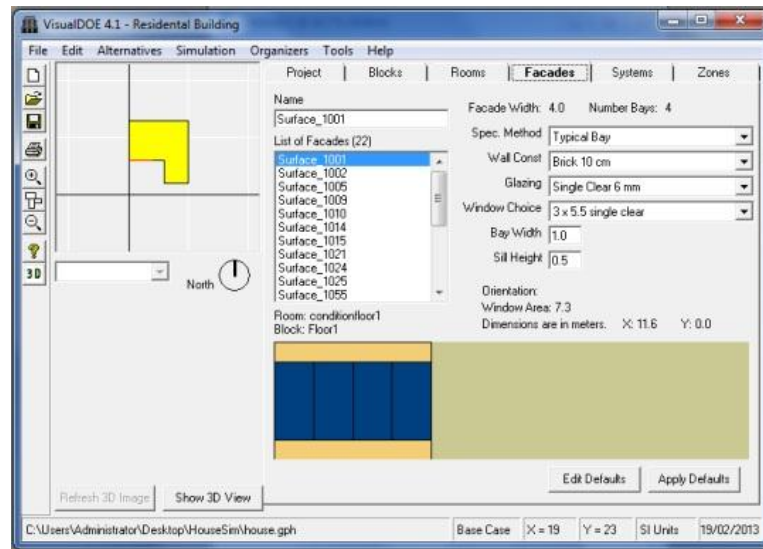 VisualDOE 4.1 - Residental Building
File Edit Alternatives Simulation Organizers Tools Help
Project Blocks Rooms Facades Systems Zones
Name
Surface_1001
List of Facades (22)
Surface_1001
Surface_1002
Surface_1005
Surface_1009
Surface_1010
Surface_1014
Surface_1015
Surface_1021
Surface_1024
Surface_1025
Surface_1055
Room: conditionfloor1
Block: Floor1
Facade Width: 4.0 Number Bays: 4
Spec. Method Typical Bay
Wall Const Brick 10 cm
Glazing Single Clear 6 mm
Window Choice 3 x 5.5 single clear
Bay Width 1.0
Sill Height 0.5
Orientation:
Window Area: 7.3
Dimensions are in meters. X: 11.6 Y: 0.0
3D
North
Edit Defaults Apply Defaults
Refresh 3D Image Show 3D View
C:\Users\Administrator\Desktop\HouseSim\house.gph Base Case X = 19 Y = 23 SI Units 19/02/2013